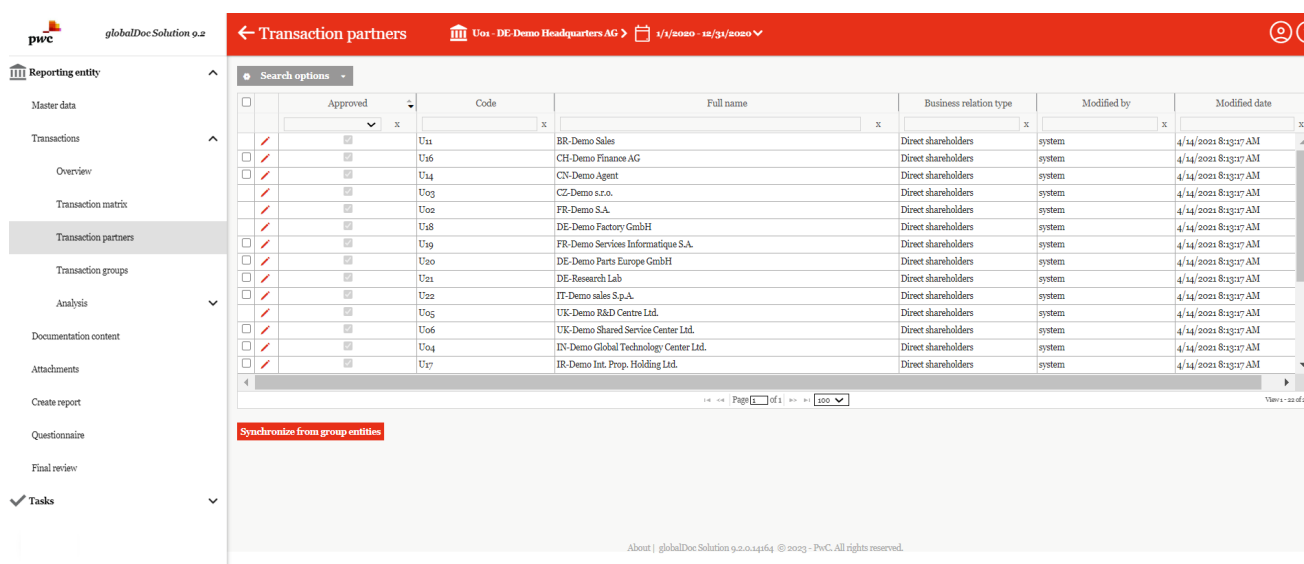 pwc globalDoc Solution 9.2
Transaction partners U01 - DE-Demo Headquarters AG 1/1/2020 - 12/31/2020
Reporting entity
Master data
Transactions
Overview
Transaction matrix
Transaction partners
Transaction groups
Analysis
Documentation content
Attachments
Create report
Questionnaire
Final review
Tasks
Search options
Approved Code Full name Business relation type Modified by Modified date
x x x x x x
U11 BR-Demo Sales Direct shareholders system 4/14/2021 8:13:17 AM
U16 CH-Demo Finance AG Direct shareholders system 4/14/2021 8:13:17 AM
U14 CN-Demo Agent Direct shareholders system 4/14/2021 8:13:17 AM
U03 CZ-Demo s.r.o. Direct shareholders system 4/14/2021 8:13:17 AM
U02 FR-Demo S.A. Direct shareholders system 4/14/2021 8:13:17 AM
U18 DE-Demo Factory GmbH Direct shareholders system 4/14/2021 8:13:17 AM
U19 FR-Demo Services Informatique S.A. Direct shareholders system 4/14/2021 8:13:17 AM
U20 DE-Demo Parts Europe GmbH Direct shareholders system 4/14/2021 8:13:17 AM
U21 DE-Research Lab Direct shareholders system 4/14/2021 8:13:17 AM
U22 IT-Demo sales S.p.A. Direct shareholders system 4/14/2021 8:13:17 AM
U05 UK-Demo R&D Centre Ltd. Direct shareholders system 4/14/2021 8:13:17 AM
U06 UK-Demo Shared Service Center Ltd. Direct shareholders system 4/14/2021 8:13:17 AM
U04 IN-Demo Global Technology Center Ltd. Direct shareholders system 4/14/2021 8:13:17 AM
U17 IR-Demo Int. Prop. Holding Ltd. Direct shareholders system 4/14/2021 8:13:17 AM
Page 1 of 1 100 View 1 - 22 of
Synchronize from group entities
About | globalDoc Solution 9.2.0.14164 © 2023 - PwC. All rights reserved.